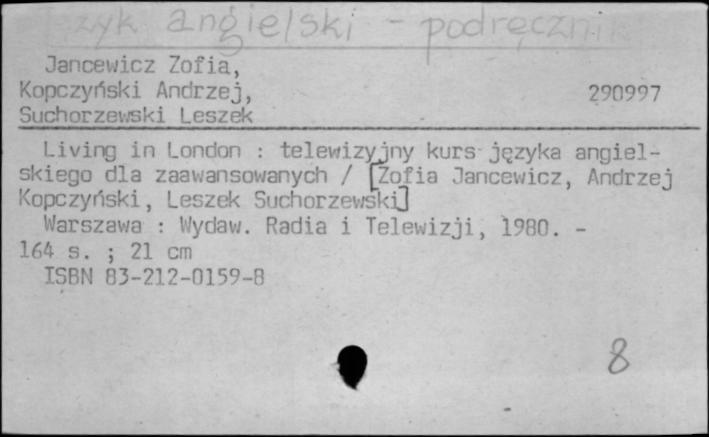 język angielski - podręcznik
Jancewicz Zofia,
Kopczyński Andrzej, 290997
Suchorzewski Leszek
Living in London : telewizyjny kurs języka angiel-
skiego dla zaawansowanych / [Zofia Jancewicz, Andrzej
Kopczyński, Leszek Suchorzewski]
Warszawa : Wydaw. Radia i Telewizji, 1980. -
164 s. ; 21 cm
ISBN 83-212-0159-8
8